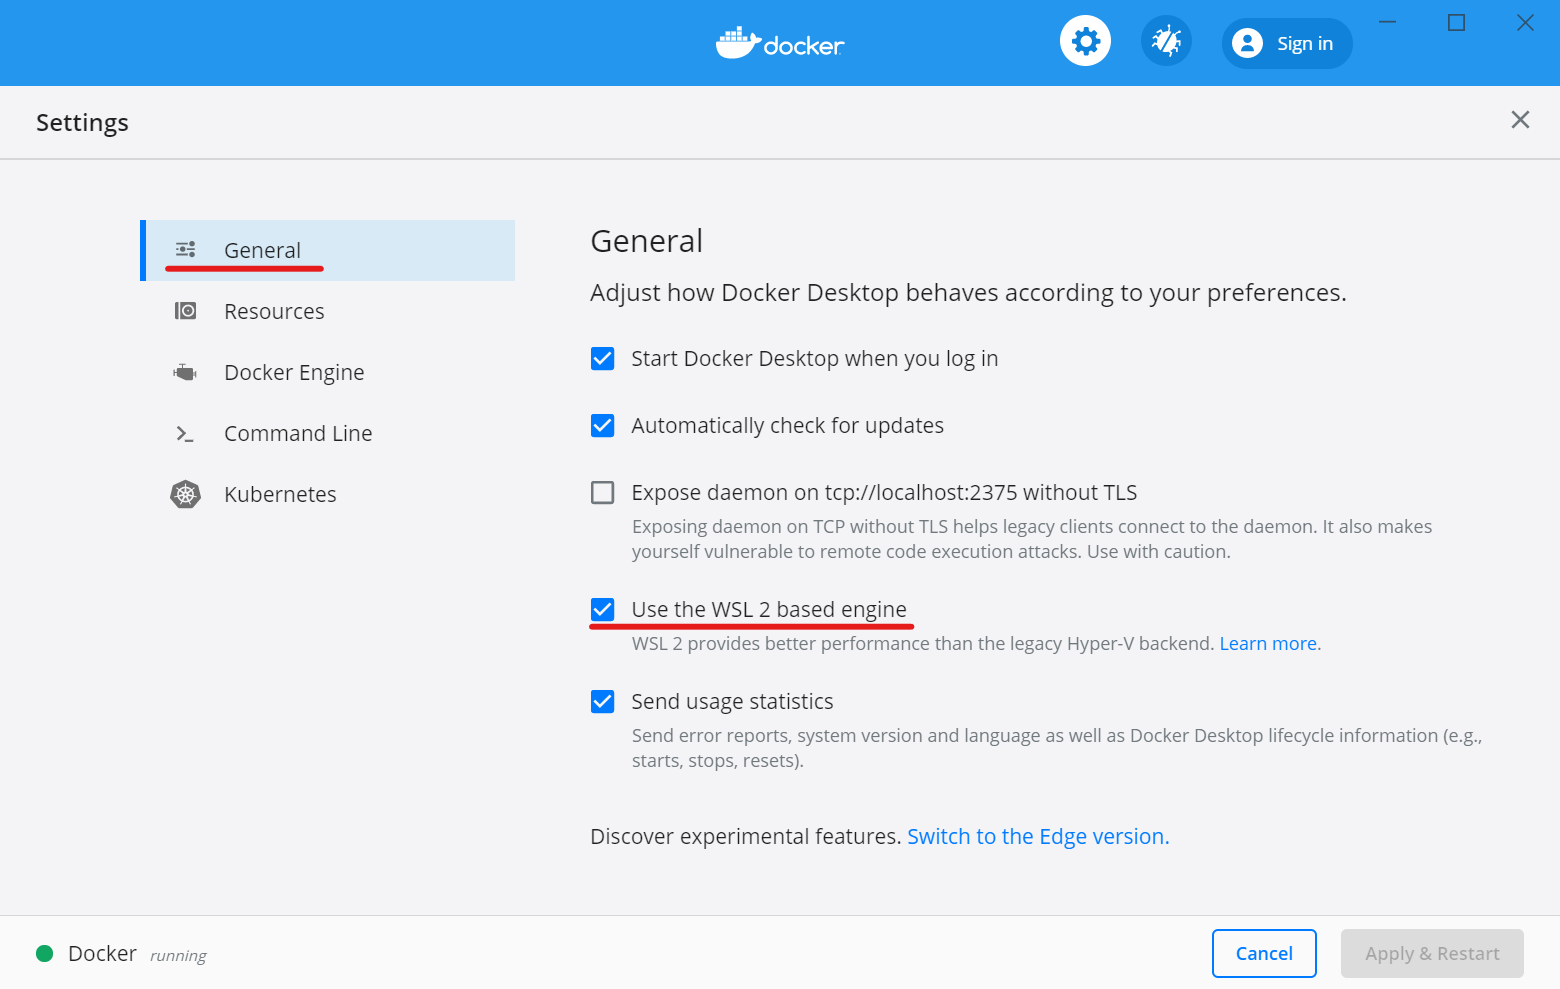 docker
Sign in
Settings
General
Resources
Docker Engine
Command Line
Kubernetes
General
Adjust how Docker Desktop behaves according to your preferences.
Start Docker Desktop when you log in
Automatically check for updates
Expose daemon on tcp://localhost:2375 without TLS
Exposing daemon on TCP without TLS helps legacy clients connect to the daemon. It also makes
yourself vulnerable to remote code execution attacks. Use with caution.
Use the WSL 2 based engine
WSL 2 provides better performance than the legacy Hyper-V backend. Learn more.
Send usage statistics
Send error reports, system version and language as well as Docker Desktop lifecycle information (e.g.,
starts, stops, resets).
Discover experimental features. Switch to the Edge version.
Docker running
Cancel
Apply & Restart